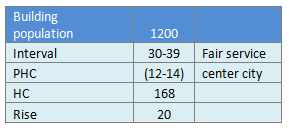 Building
population 1200
Interval 30-39 Fair service
PHC (12-14) center city
HC 168
Rise 20